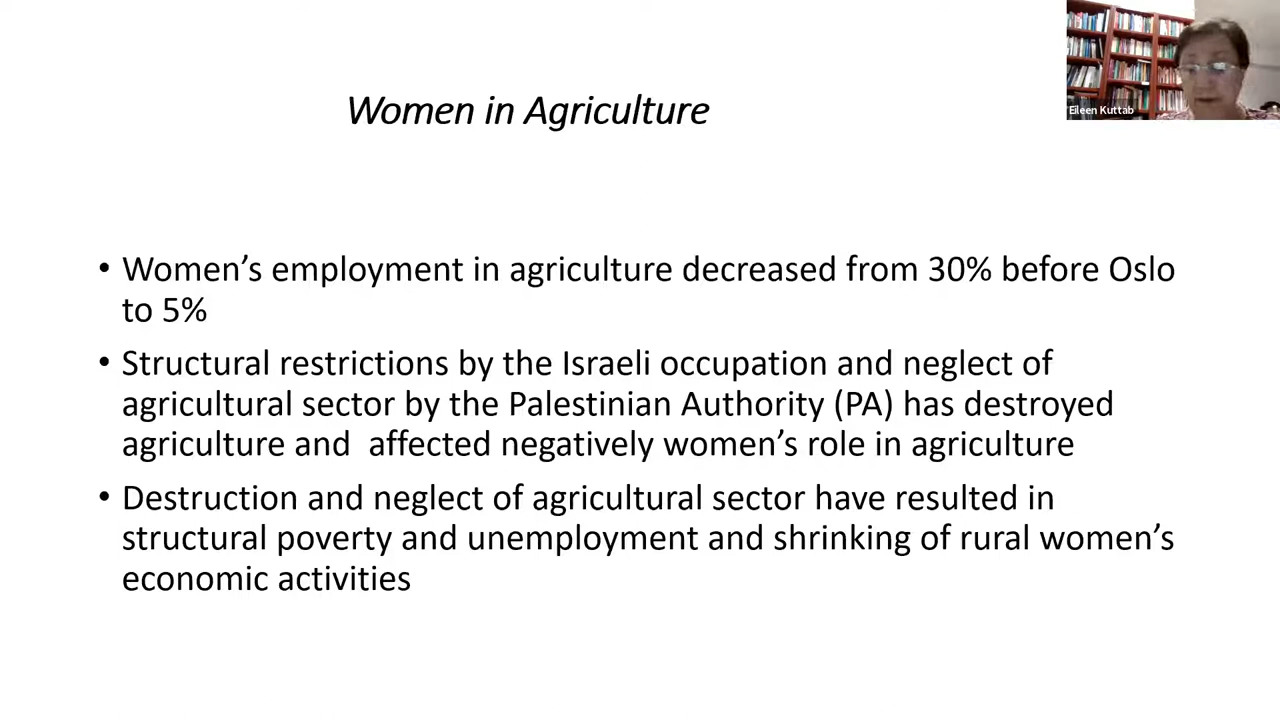 Eileen Kuttab
Women in Agriculture
• Women’s employment in agriculture decreased from 30% before Oslo
to 5%
• Structural restrictions by the Israeli occupation and neglect of
agricultural sector by the Palestinian Authority (PA) has destroyed
agriculture and  affected negatively women’s role in agriculture
• Destruction and neglect of agricultural sector have resulted in
structural poverty and unemployment and shrinking of rural women’s
economic activities